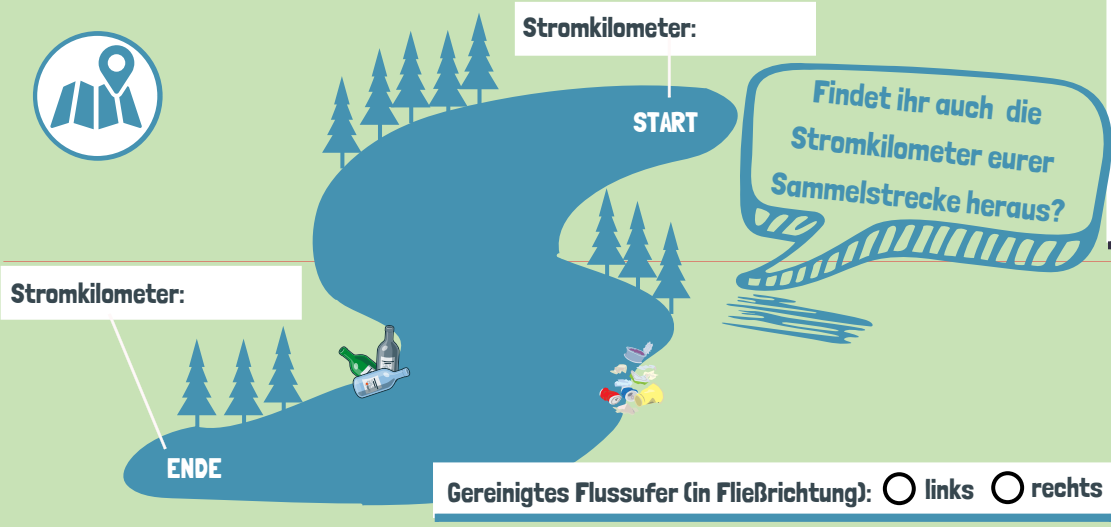 Stromkilometer:
START
Findet ihr auch die
Stromkilometer eurer
Sammelstrecke heraus?
Stromkilometer:
ENDE
Gereinigtes Flussufer (in Fließrichtung): links rechts